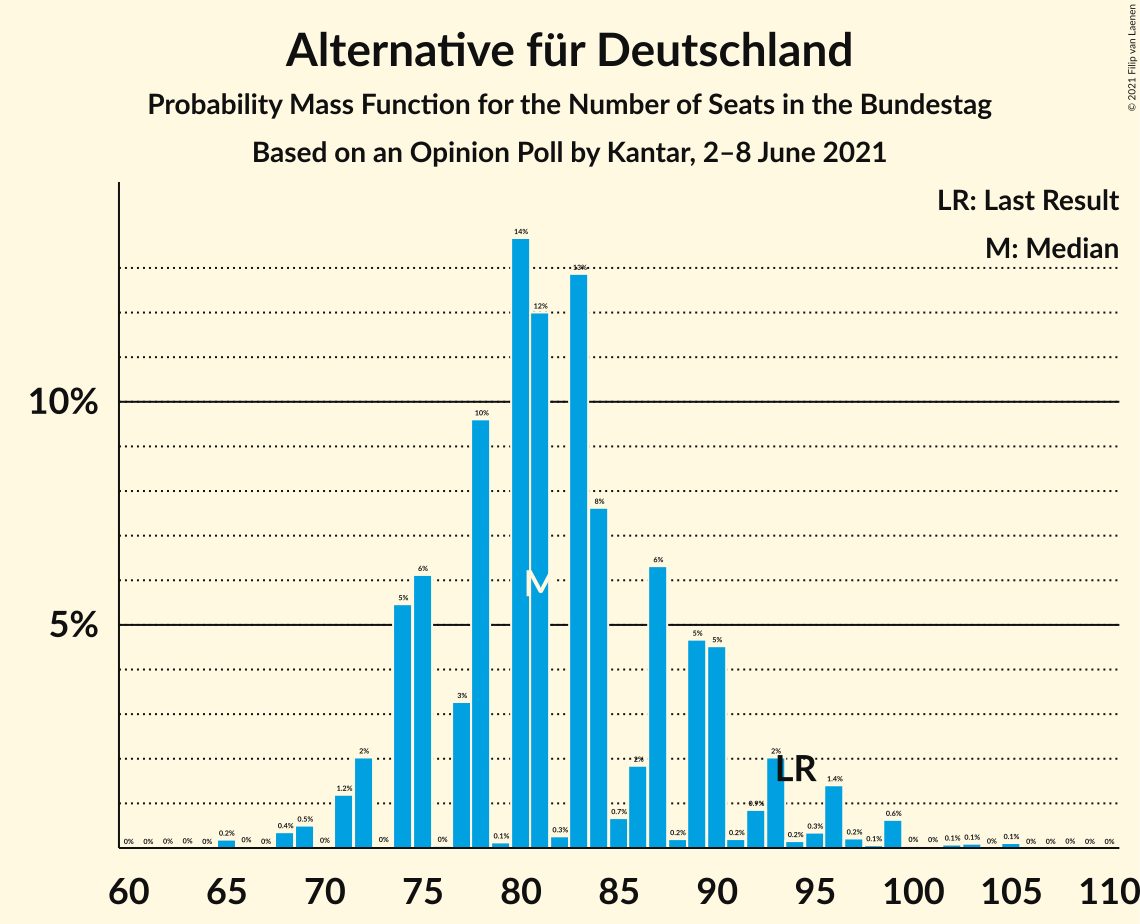 Alternative für Deutschland
Probability Mass Function for the Number of Seats in the Bundestag
Based on an Opinion Poll by Kantar, 2–8 June 2021
© 2021 Filip van Laenen
LR: Last Result
M: Median
10%
5%
0% 0% 0% 0% 0% 0.2% 0% 0% 0.4% 0.5% 0% 1.2% 2% 0% 5% 6% 0% 3% 10% 0.1% 14% 12% 0.3% 13% 8% 0.7% 2% 6% 0.2% 5% 5% 0.2% 0.9% 2% 0.2% 0.3% 1.4% 0.2% 0.1% 0.6% 0% 0% 0.1% 0.1% 0% 0.1% 0% 0% 0% 0% 0%
M
LR
60 65 70 75 80 85 90 95 100 105 110